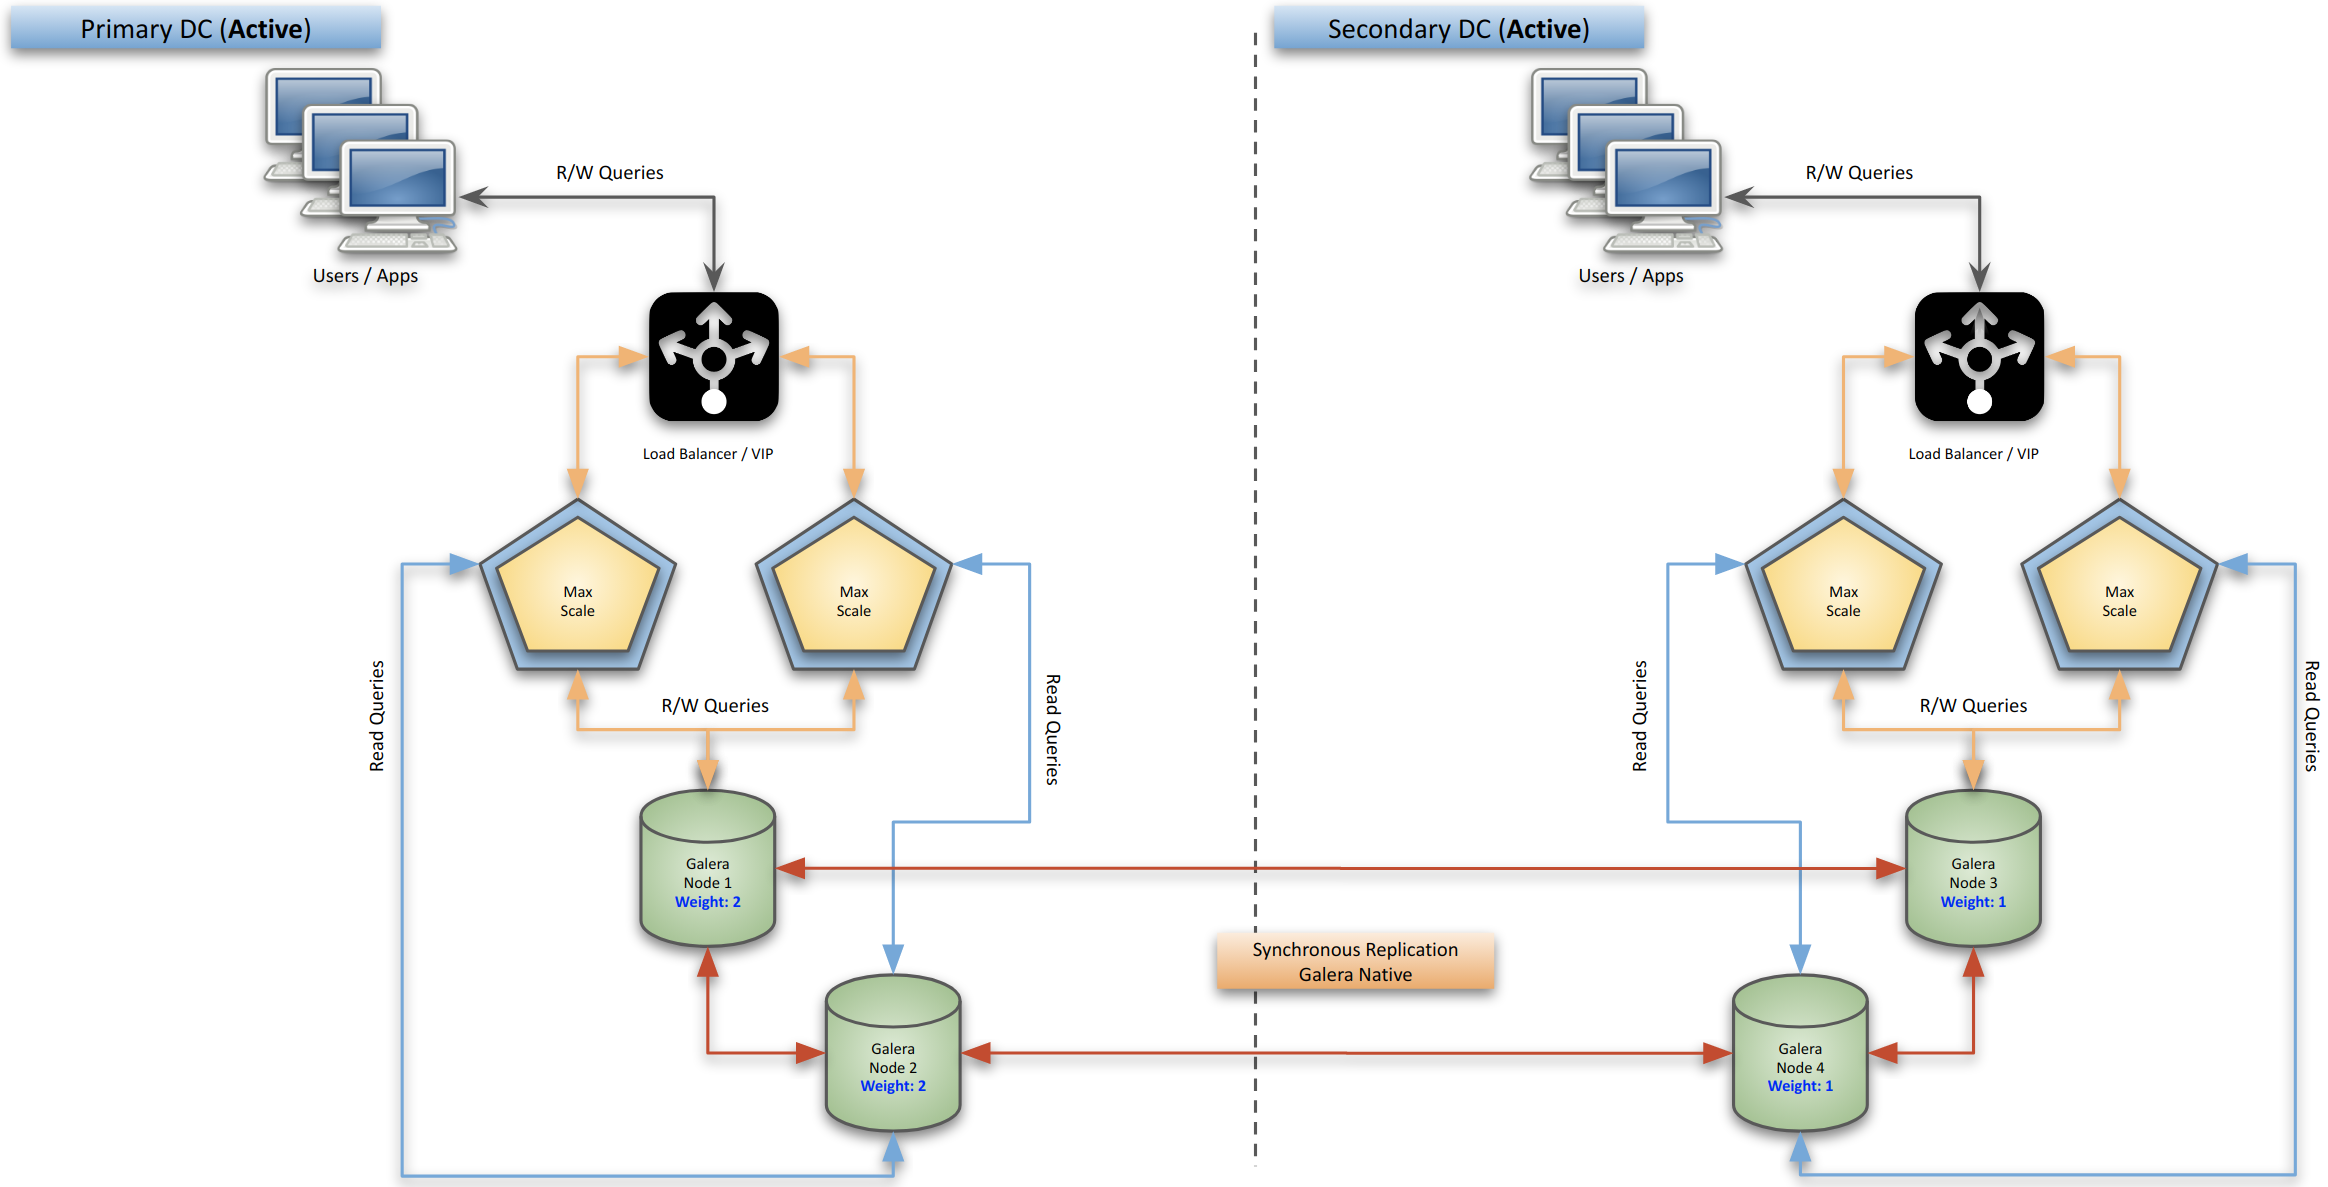 Primary DC (Active)
Secondary DC (Active)
R/W Queries
Users / Apps
Load Balancer / VIP
Max
Scale
Max
Scale
Read Queries
R/W Queries
Read Queries
Galera
Node 1
Weight: 2
Galera
Node 2
Weight: 2
Synchronous Replication
Galera Native
R/W Queries
Users / Apps
Load Balancer / VIP
Max
Scale
Max
Scale
Read Queries
R/W Queries
Read Queries
Galera
Node 3
Weight: 1
Galera
Node 4
Weight: 1